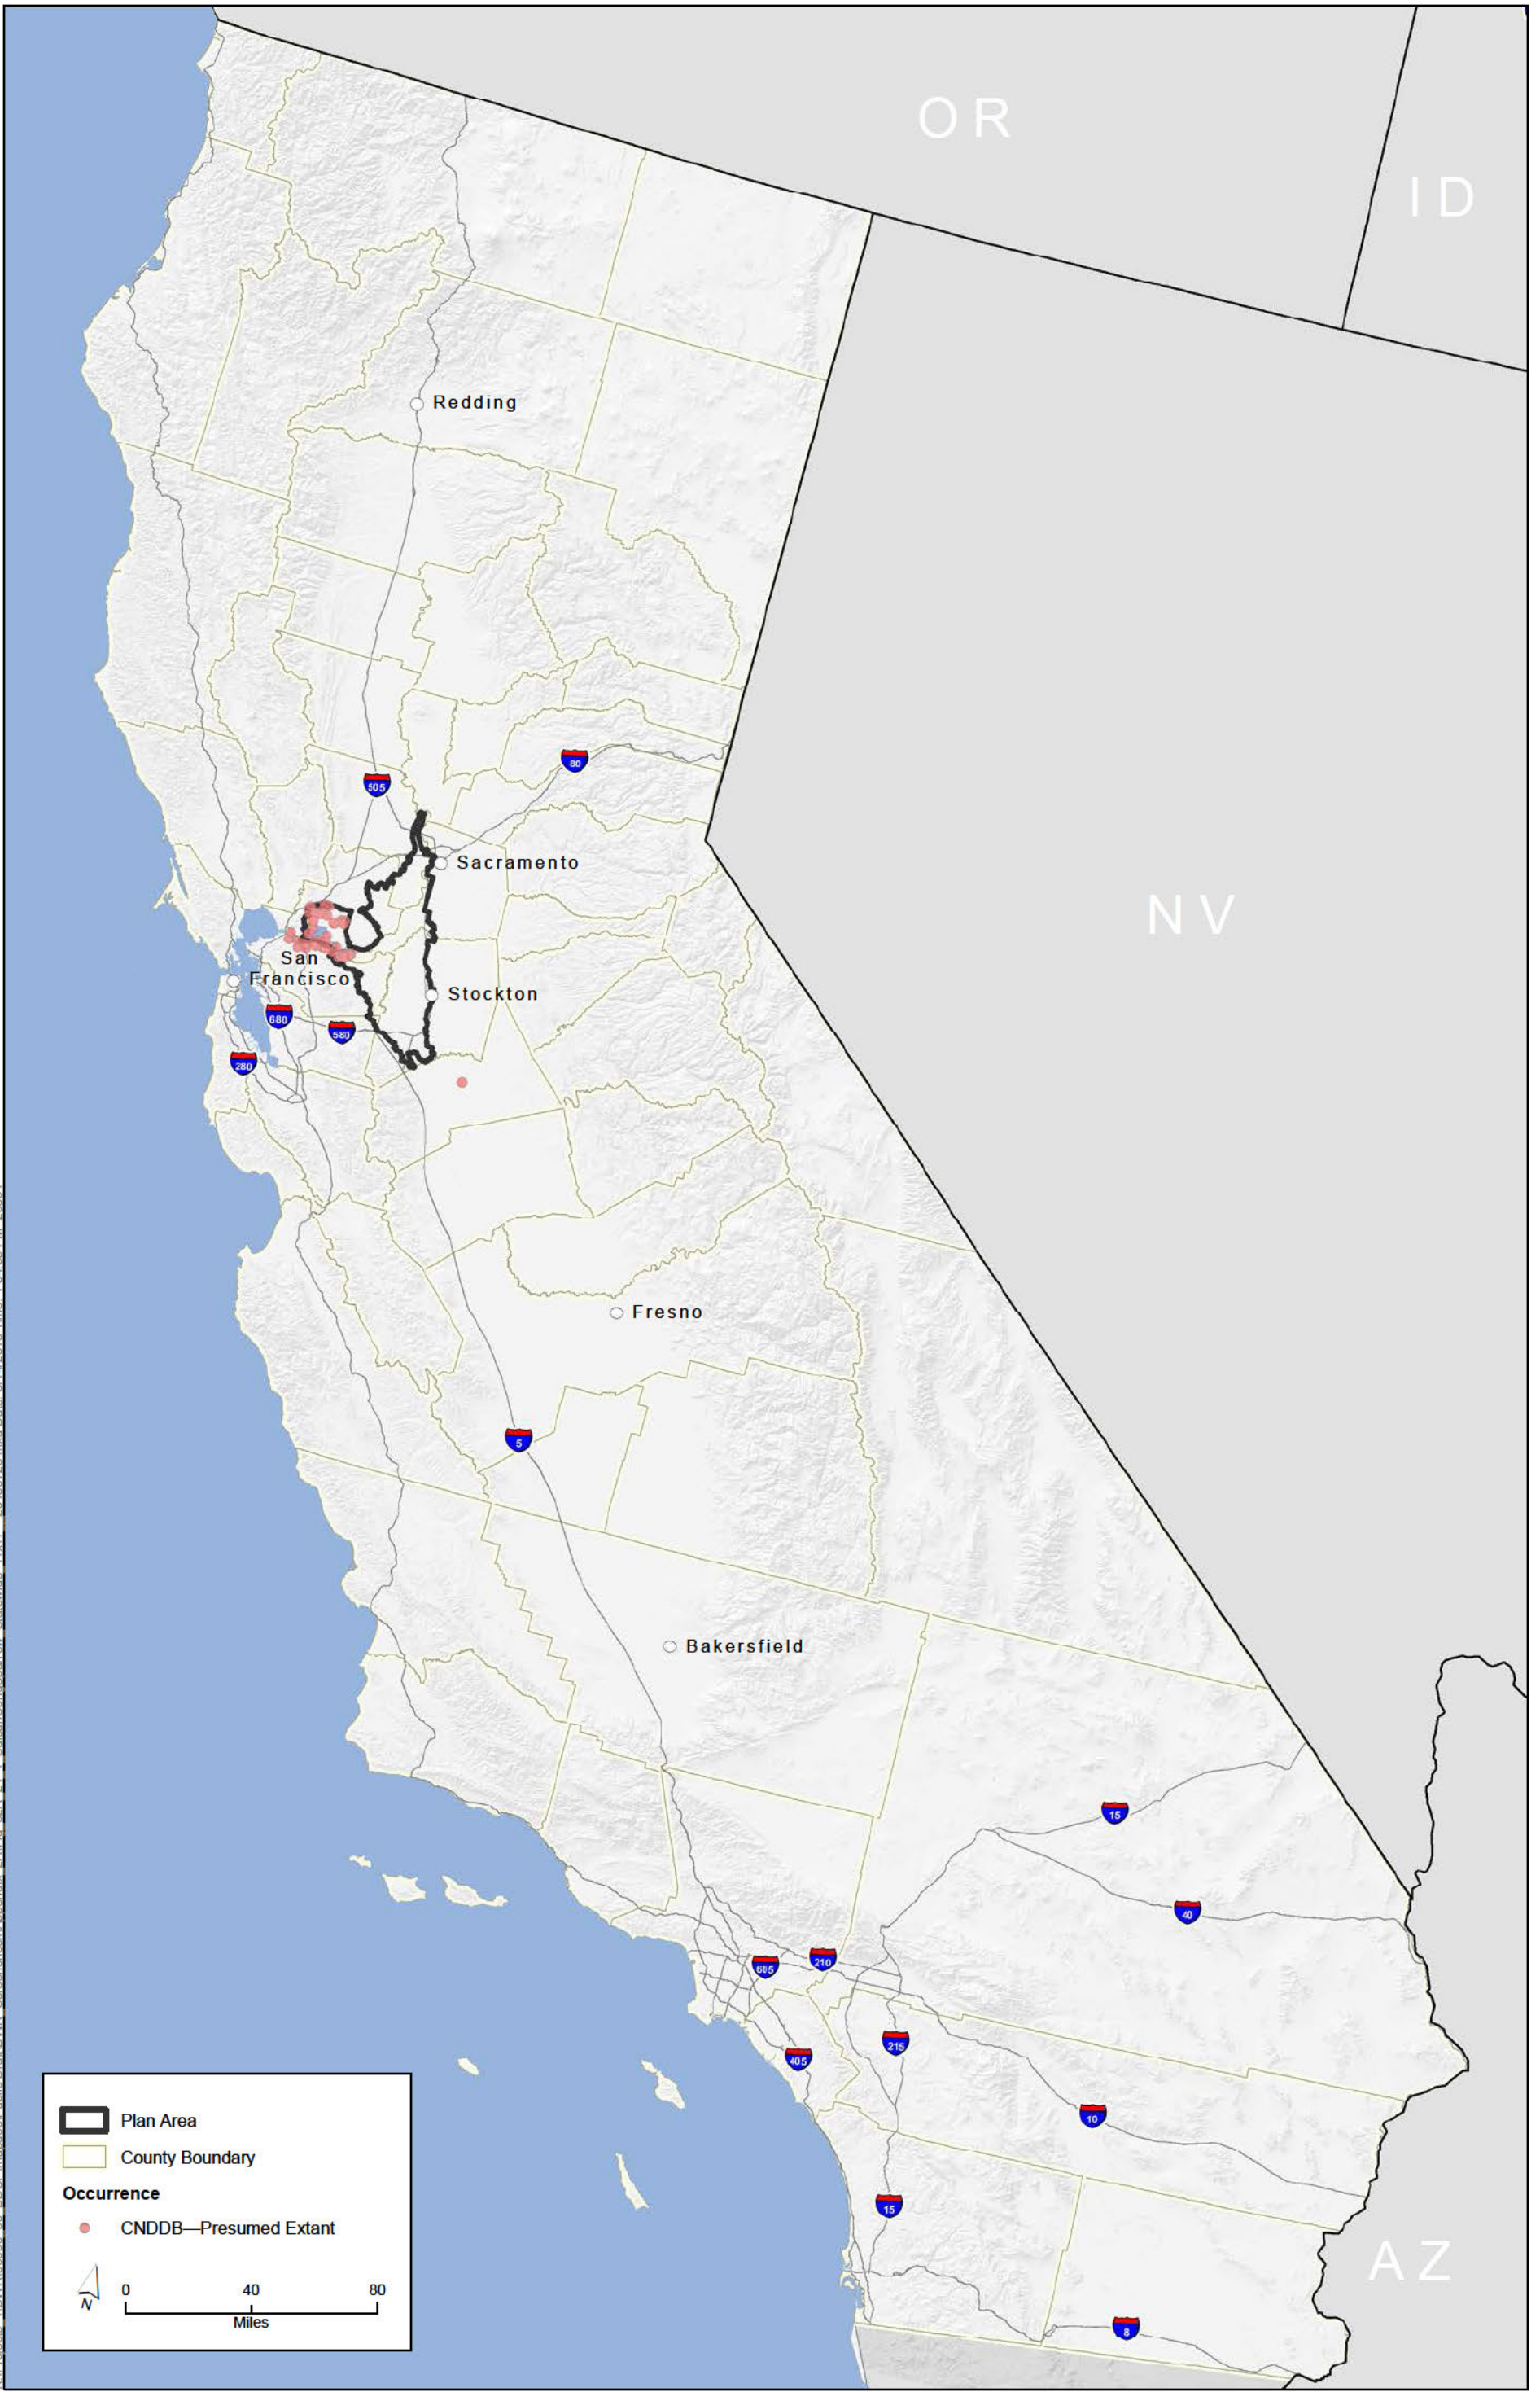 OR
ID
Redding
80
505
Sacramento
NV
San
Francisco
Stockton
680
580
280
Fresno
5
Bakersfield
15
40
605
210
215
405
10
15
AZ
8
Plan Area
County Boundary
Occurrence
CNDDB—Presumed Extant
N
0 40 80
Miles